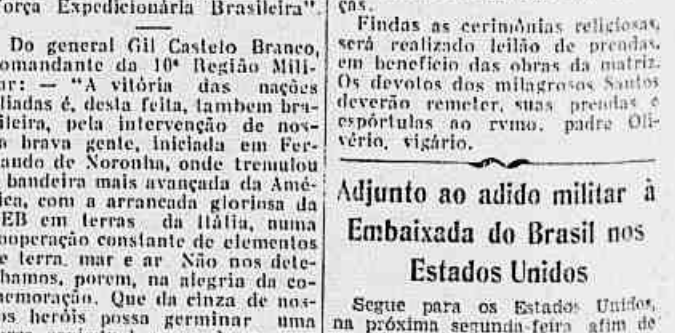 orça Expedicionária Brasileira".
Do general Gil Castelo Branco,
omandante da 10ª Região Mili-
ar: — "A vitória das nações
liadas é, desta feita, tambem bra-
ileira, pela intervenção de nos-
a brava gente, iniciada em Fer-
ando de Noronha, onde tremulou
bandeira mais avançada da Amé-
ica, com a arrancada gloriosa da
EB em terras da Itália, numa
ooperação constante de elementos
e terra, mar e ar Não nos dete-
hamos, porem, na alegria da co-
emoração. Que da cinza de nos-
os heróis possa germinar uma
ças.
Findas as cerimônias religiosas,
será realizado leilão de prendas,
em beneficio das obras da matriz.
Os devotos dos milagrosos Santos
deverão remeter, suas prendas e
espórtulas ao rvmo. padre Oli-
vério, vigário.
Adjunto ao adido militar à
Embaixada do Brasil nos
Estados Unidos
Segue para os Estados Unidos,
na próxima segunda-feira, afim de